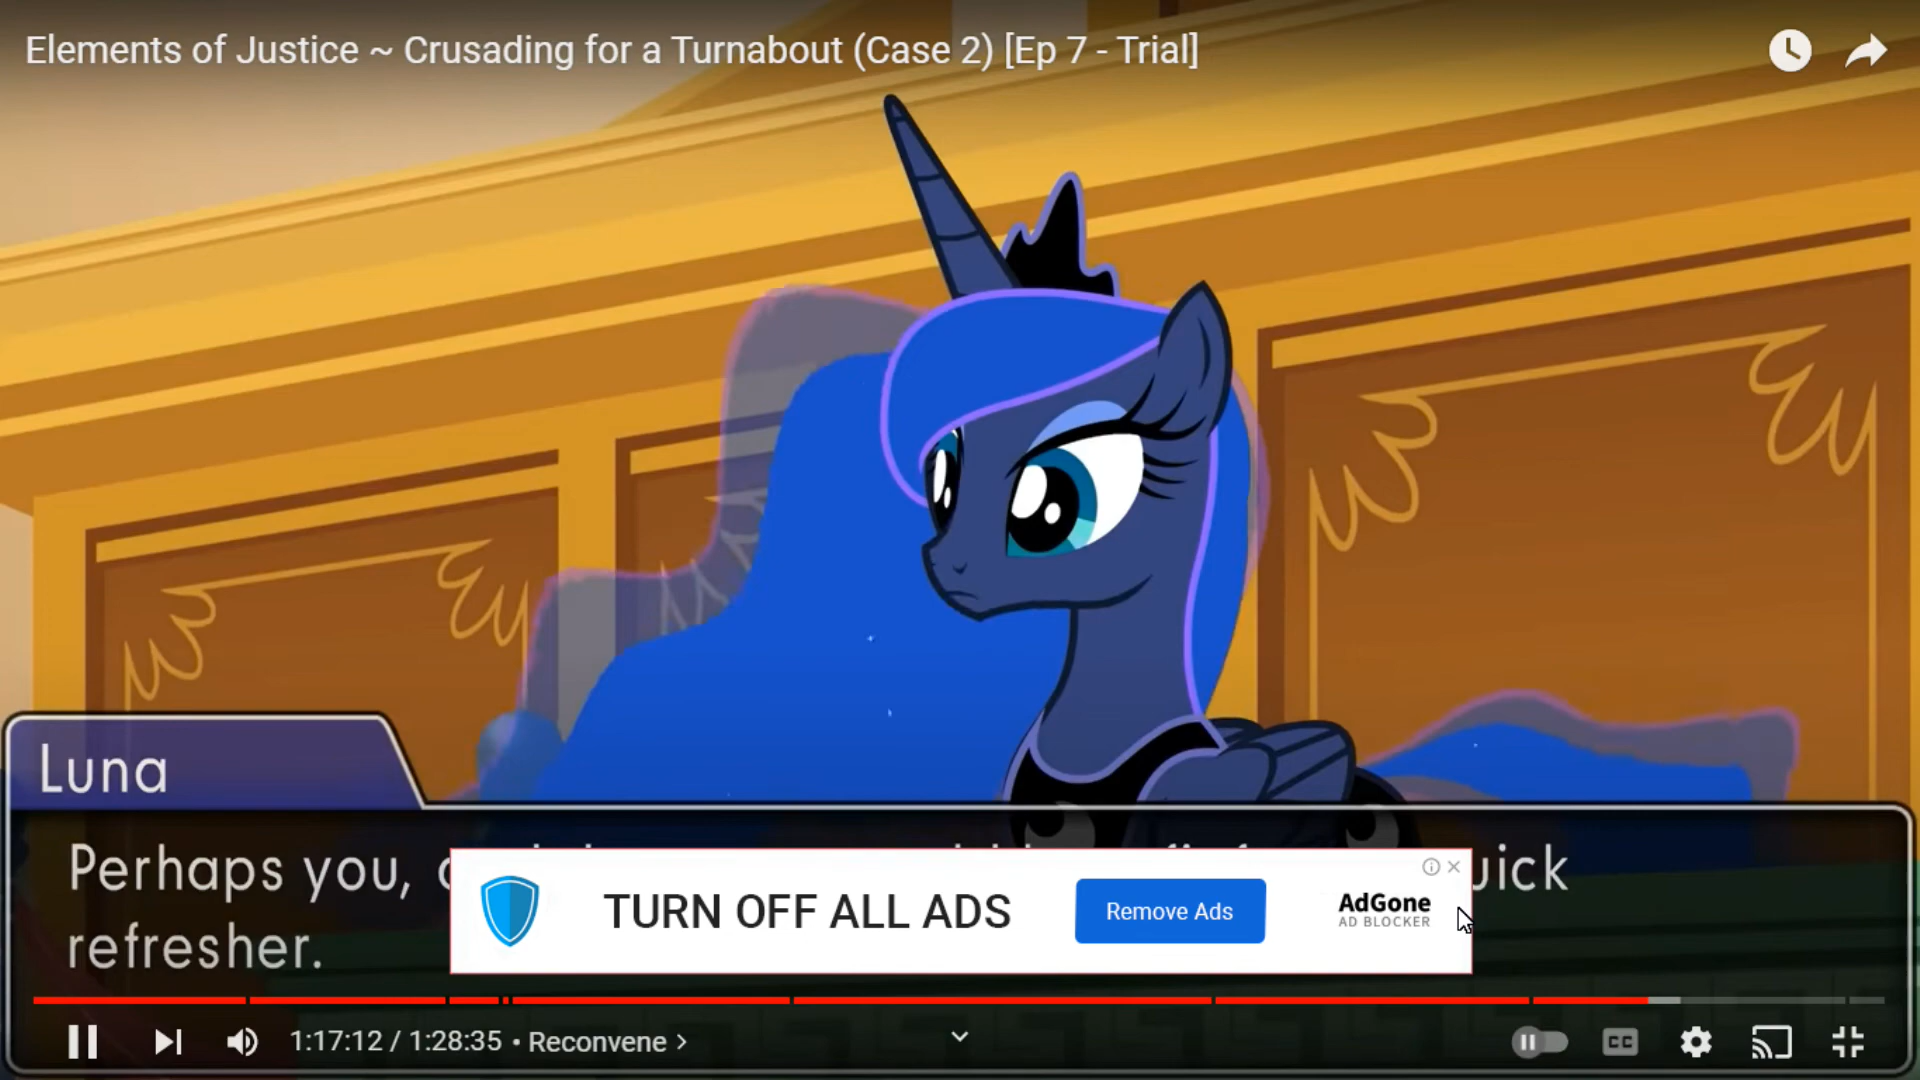 Elements of Justice ~ Crusading for a Turnabout (Case 2) [Ep 7 - Trial]
Luna
Perhaps you, uick
refresher.
TURN OFF ALL ADS
Remove Ads
AdGone
AD BLOCKER
1:17:12 / 1:28:35 • Reconvene >
CC